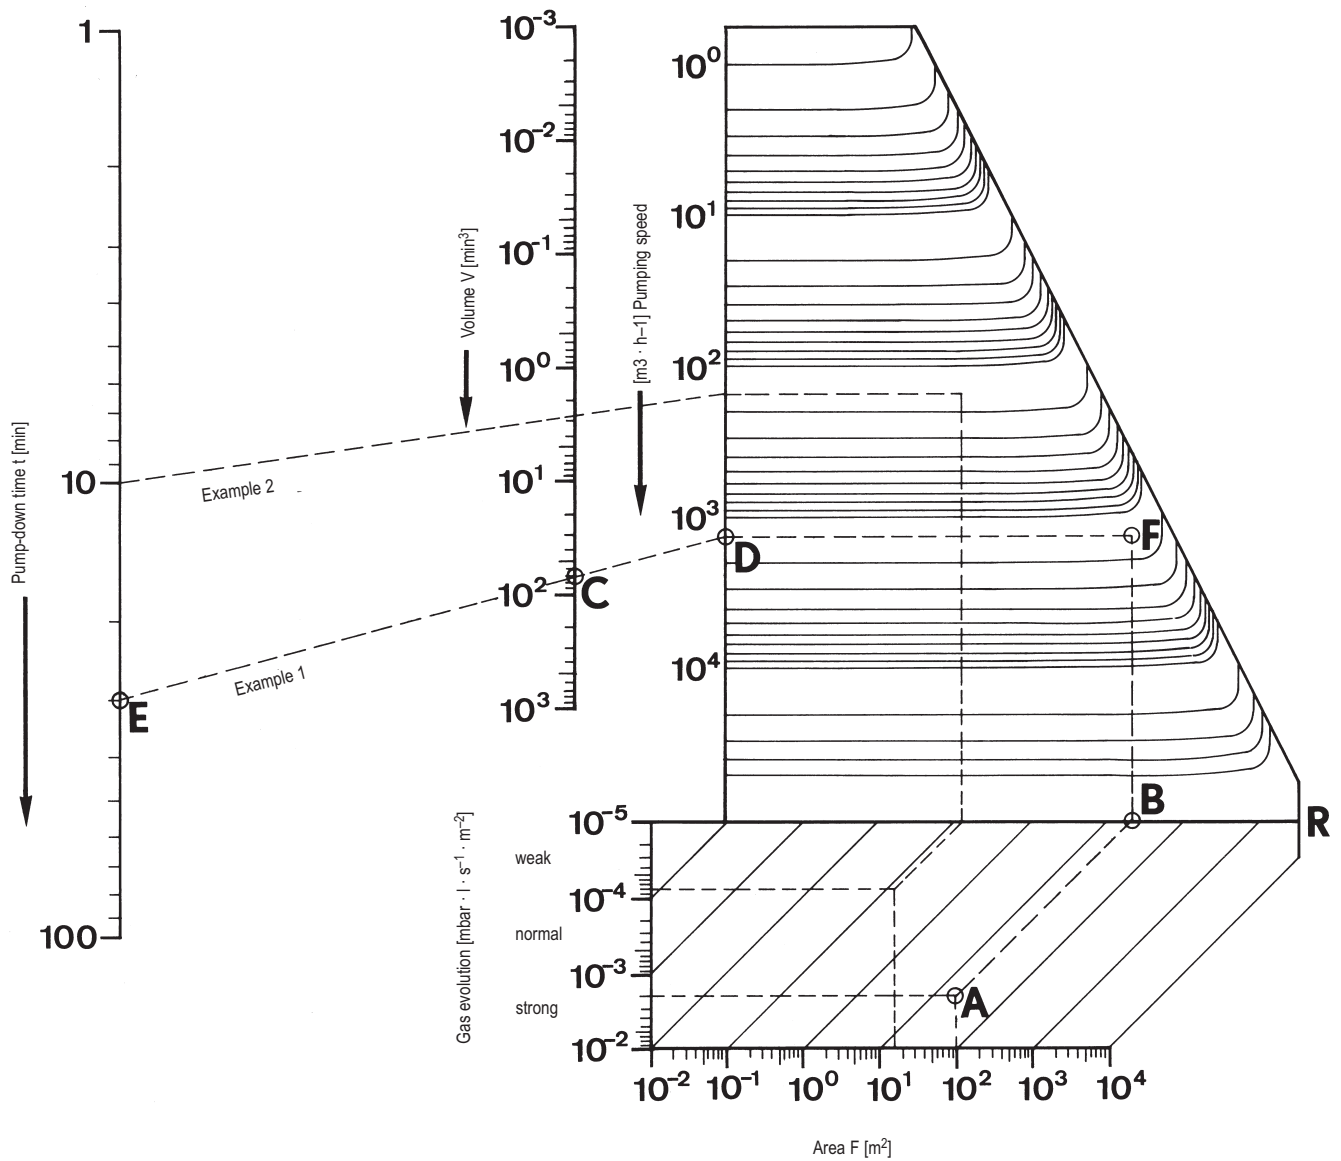 1
10
100
Pump-down time t [min]
Example 2
Example 1
E
Volume V [min³]
10⁻³
10⁻²
10⁻¹
10⁰
10¹
10²
10³
C
[m3 · h–1] Pumping speed
10⁰
10¹
10²
10³
10⁴
D
F
B
R
Gas evolution [mbar · l · s⁻¹ · m⁻²]
weak
normal
strong
10⁻⁵
10⁻⁴
10⁻³
10⁻²
A
10⁻² 10⁻¹ 10⁰ 10¹ 10² 10³ 10⁴
Area F [m²]